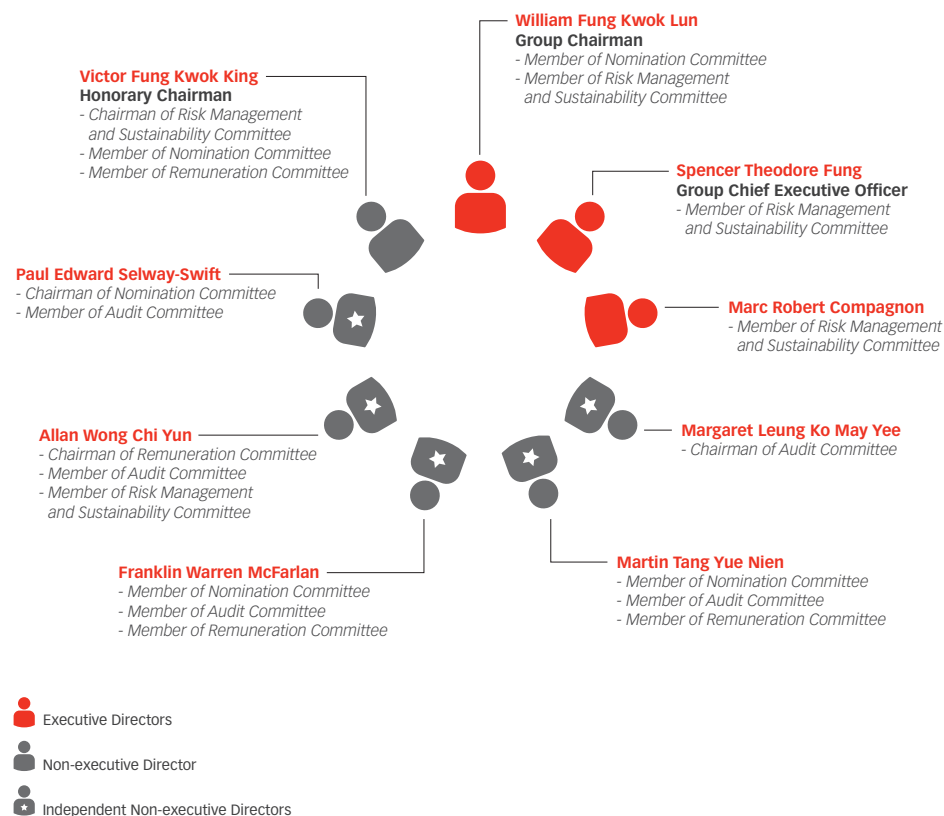 William Fung Kwok Lun
Group Chairman
- Member of Nomination Committee
- Member of Risk Management
and Sustainability Committee
Victor Fung Kwok King
Honorary Chairman
- Chairman of Risk Management
and Sustainability Committee
- Member of Nomination Committee
- Member of Remuneration Committee
Spencer Theodore Fung
Group Chief Executive Officer
- Member of Risk Management
and Sustainability Committee
Paul Edward Selway-Swift
- Chairman of Nomination Committee
- Member of Audit Committee
Marc Robert Compagnon
- Member of Risk Management
and Sustainability Committee
Allan Wong Chi Yun
- Chairman of Remuneration Committee
- Member of Audit Committee
- Member of Risk Management
and Sustainability Committee
Margaret Leung Ko May Yee
- Chairman of Audit Committee
Franklin Warren McFarlan
- Member of Nomination Committee
- Member of Audit Committee
- Member of Remuneration Committee
Martin Tang Yue Nien
- Member of Nomination Committee
- Member of Audit Committee
- Member of Remuneration Committee
Executive Directors
Non-executive Director
Independent Non-executive Directors